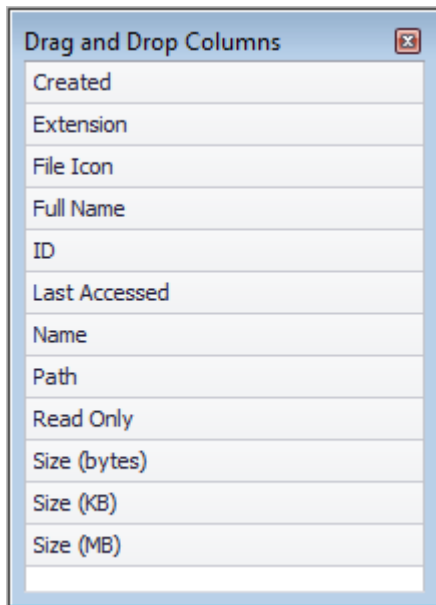 Drag and Drop Columns
Created
Extension
File Icon
Full Name
ID
Last Accessed
Name
Path
Read Only
Size (bytes)
Size (KB)
Size (MB)